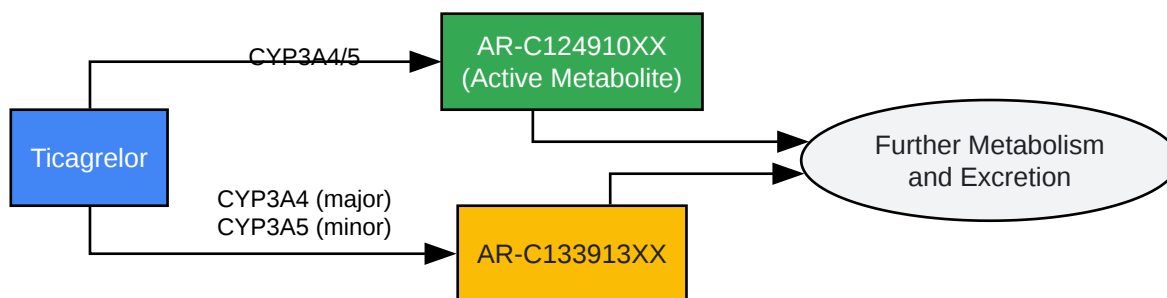 CYP3A4/5
AR-C124910XX
(Active Metabolite)
Ticagrelor
Further Metabolism
and Excretion
CYP3A4 (major)
CYP3A5 (minor)
AR-C133913XX